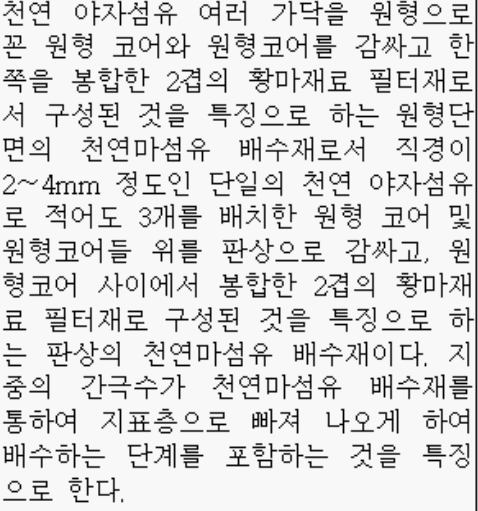 천연 야자섬유 여러 가닥을 원형으로
꼰 원형 코어와 원형코어를 감싸고 한
쪽을 봉합한 2겹의 황마재료 필터재로
서 구성된 것을 특징으로 하는 원형단
면의 천연마섬유 배수재로서 직경이
2~4mm 정도인 단일의 천연 야자섬유
로 적어도 3개를 배치한 원형 코어 및
원형코어들 위를 판상으로 감싸고, 원
형코어 사이에서 봉합한 2겹의 황마재
료 필터재로 구성된 것을 특징으로 하
는 판상의 천연마섬유 배수재이다. 지
중의 간극수가 천연마섬유 배수재를
통하여 지표층으로 빠져 나오게 하여
배수하는 단계를 포함하는 것을 특징
으로 한다.